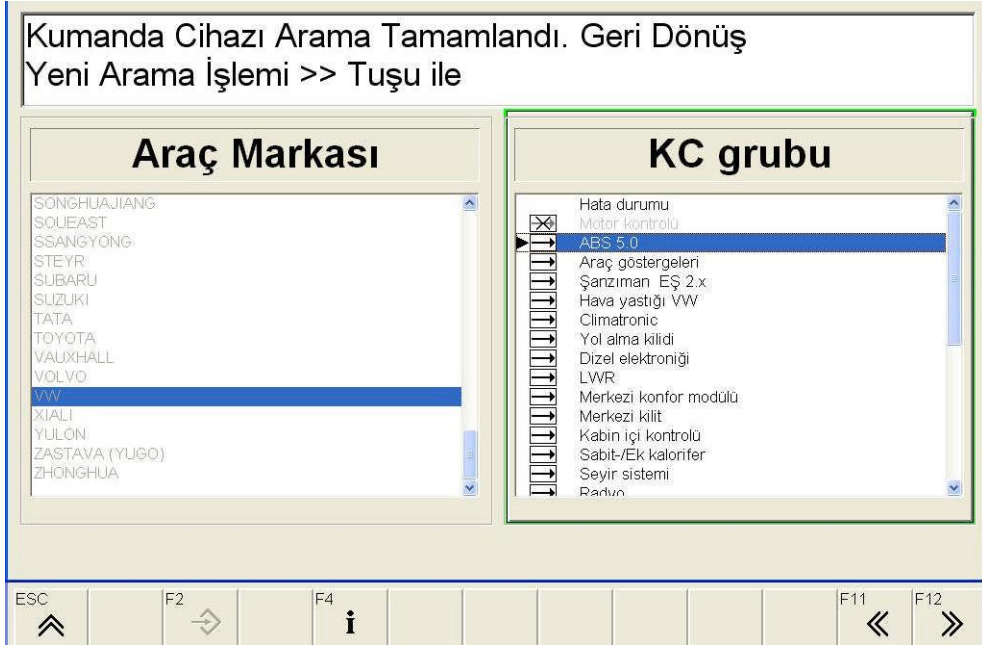 Kumanda Cihazı Arama Tamamlandı. Geri Dönüş
Yeni Arama İşlemi >> Tuşu ile
Araç Markası
SONGHUAJIANG
SOUEAST
SSANGYONG
STEYR
SUBARU
SUZUKI
TATA
TOYOTA
VAUXHALL
VOLVO
VW
XIALI
YULON
ZASTAVA (YUGO)
ZHONGHUA
KC grubu
Hata durumu
Motor kontrolü
ABS 5.0
Araç göstergeleri
Şanzıman EŞ 2.x
Hava yastığı VW
Climatronic
Yol alma kilidi
Dizel elektroniği
LWR
Merkezi konfor modülü
Merkezi kilit
Kabin içi kontrolü
Sabit-/Ek kalorifer
Seyir sistemi
Radyo
ESC
F2
F4
i
F11
F12